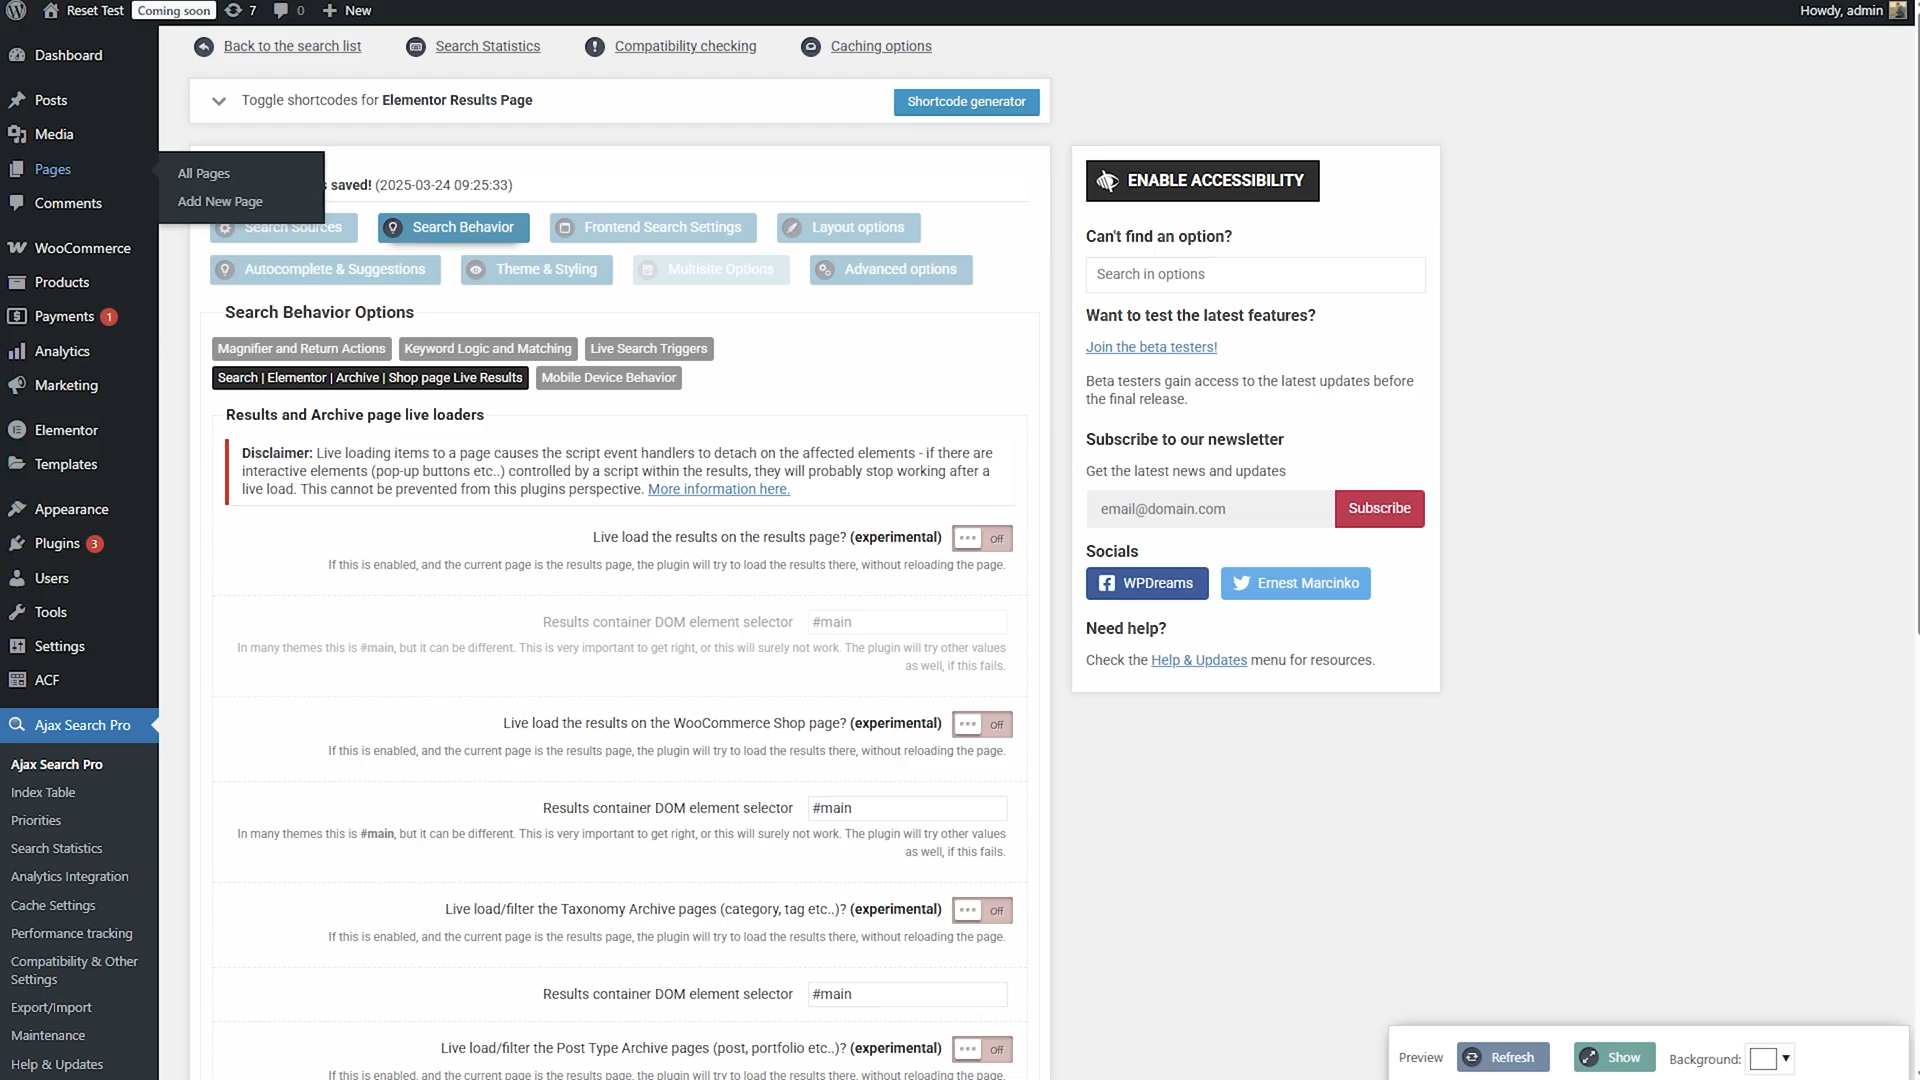 Reset Test
Coming soon
7
0
New
Howdy, admin
Dashboard
Posts
Media
Pages
Comments
WooCommerce
Products
Payments 1
Analytics
Marketing
Elementor
Templates
Appearance
Plugins 3
Users
Tools
Settings
ACF
Ajax Search Pro
Ajax Search Pro
Index Table
Priorities
Search Statistics
Analytics Integration
Cache Settings
Performance tracking
Compatibility & Other
Settings
Export/Import
Maintenance
Help & Updates
All Pages
Add New Page
Back to the search list
Search Statistics
Compatibility checking
Caching options
Toggle shortcodes for Elementor Results Page
Shortcode generator
saved! (2025-03-24 09:25:33)
Search Sources
Search Behavior
Frontend Search Settings
Layout options
Autocomplete & Suggestions
Theme & Styling
Multisite Options
Advanced options
Search Behavior Options
Magnifier and Return Actions
Keyword Logic and Matching
Live Search Triggers
Search | Elementor | Archive | Shop page Live Results
Mobile Device Behavior
Results and Archive page live loaders
Disclaimer: Live loading items to a page causes the script event handlers to detach on the affected elements - if there are
interactive elements (pop-up buttons etc..) controlled by a script within the results, they will probably stop working after a
live load. This cannot be prevented from this plugins perspective. More information here.
Live load the results on the results page? (experimental)
Off
If this is enabled, and the current page is the results page, the plugin will try to load the results there, without reloading the page.
Results container DOM element selector
#main
In many themes this is #main, but it can be different. This is very important to get right, or this will surely not work. The plugin will try other values
as well, if this fails.
Live load the results on the WooCommerce Shop page? (experimental)
Off
If this is enabled, and the current page is the results page, the plugin will try to load the results there, without reloading the page.
Results container DOM element selector
#main
In many themes this is #main, but it can be different. This is very important to get right, or this will surely not work. The plugin will try other values
as well, if this fails.
Live load/filter the Taxonomy Archive pages (category, tag etc..)? (experimental)
Off
If this is enabled, and the current page is the results page, the plugin will try to load the results there, without reloading the page.
Results container DOM element selector
#main
Live load/filter the Post Type Archive pages (post, portfolio etc..)? (experimental)
Off
If this is enabled, and the current page is the results page, the plugin will try to load the results there, without reloading the page.
ENABLE ACCESSIBILITY
Can't find an option?
Search in options
Want to test the latest features?
Join the beta testers!
Beta testers gain access to the latest updates before
the final release.
Subscribe to our newsletter
Get the latest news and updates
email@domain.com
Subscribe
Socials
WPDreams
Ernest Marcinko
Need help?
Check the Help & Updates menu for resources.
Preview
Refresh
Show
Background: